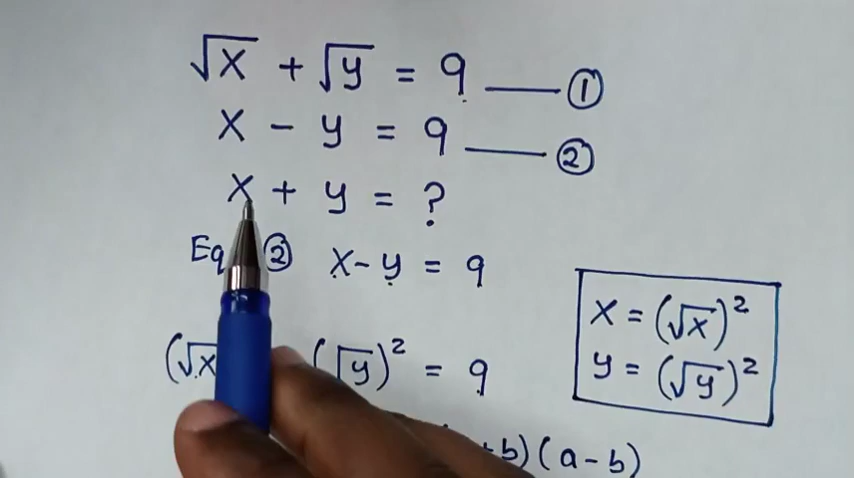 √x + √y = 9 —— ①
x - y = 9 —— ②
x + y = ?
Eq ② x - y = 9
x = (√x)²
y = (√y)²
(√x (√y)² = 9
+b)(a-b)